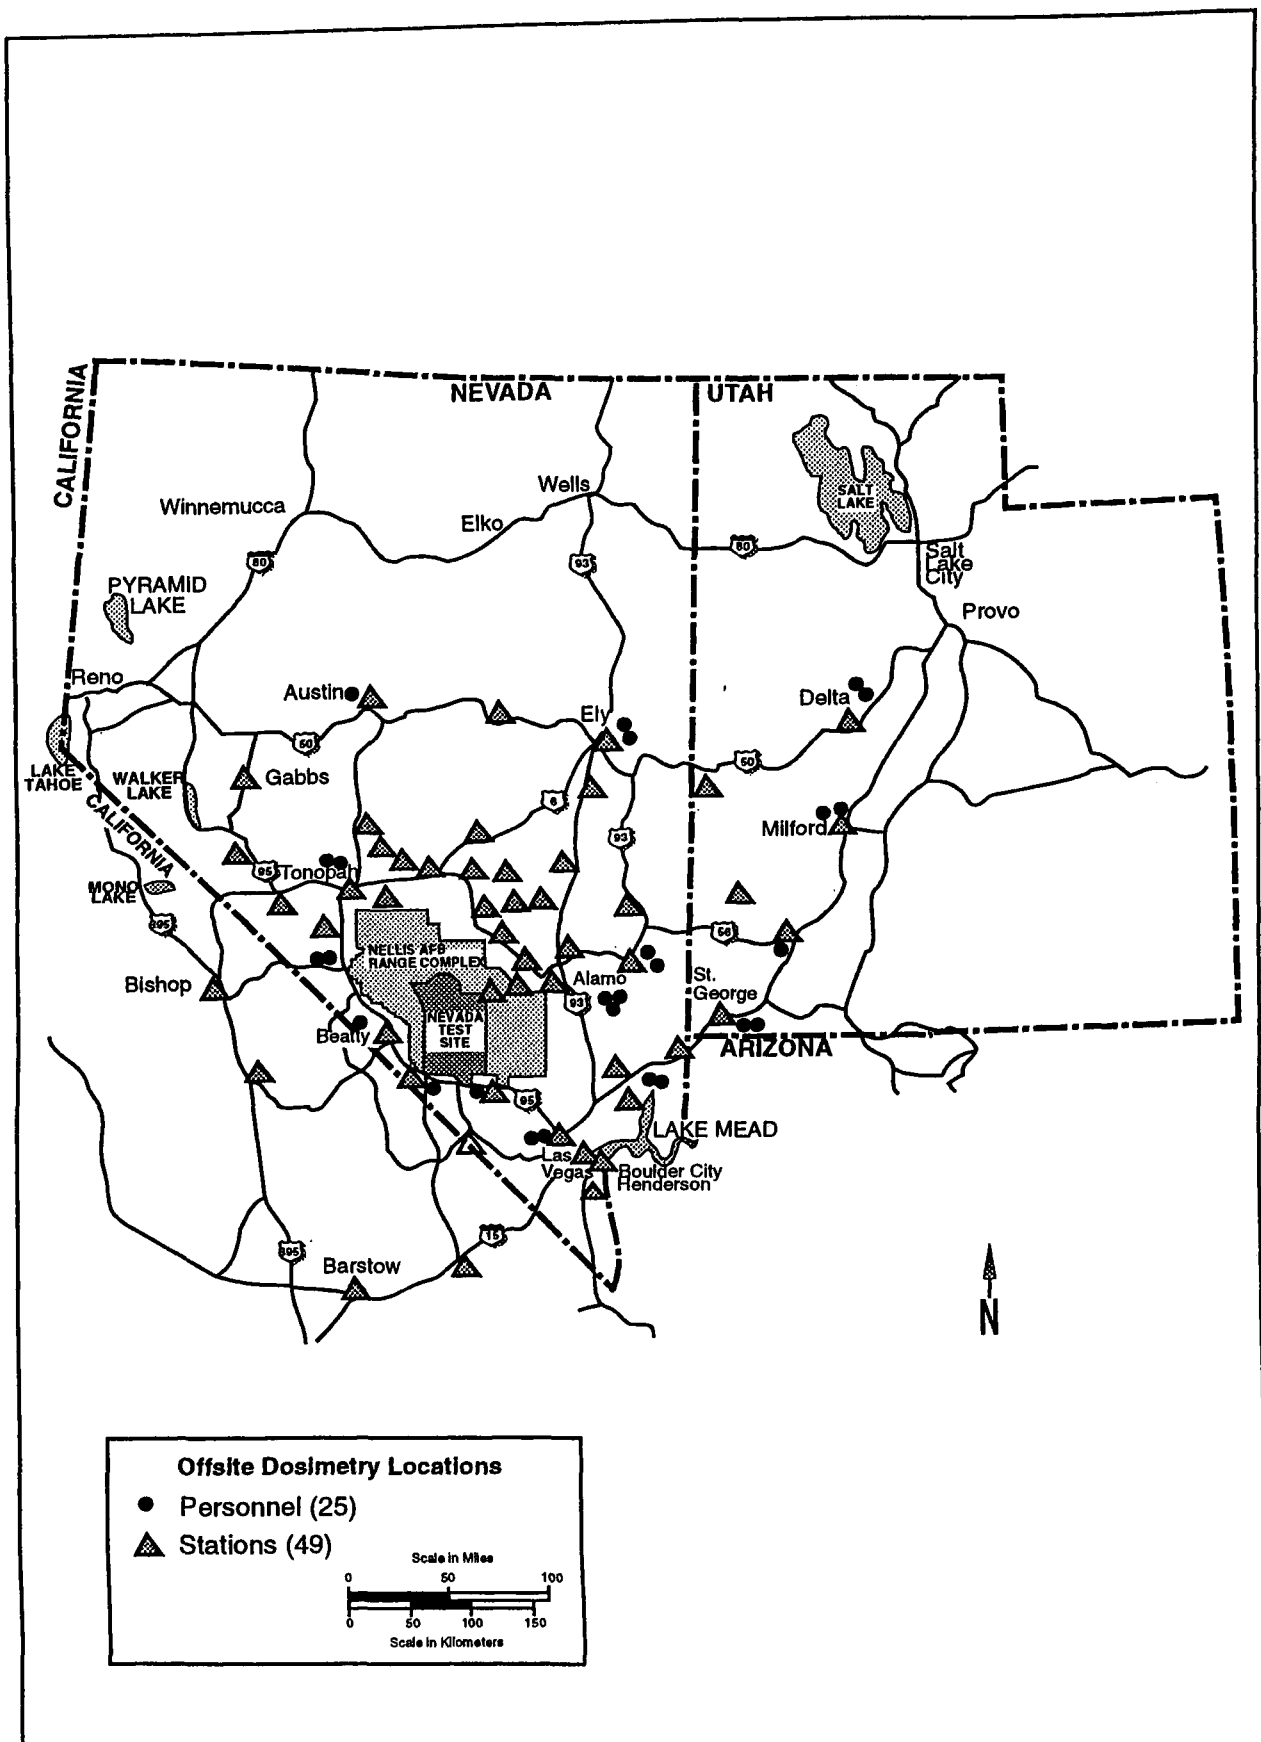 CALIFORNIA
NEVADA
UTAH
Wells
Winnemucca
Elko
SALT
LAKE
80
93
80
Salt
Lake
City
PYRAMID
LAKE
Provo
Reno
Austin
Delta
Ely
50
50
LAKE
TAHOE
WALKER
LAKE
Gabbs
6
CALIFORNIA
93
Milford
95
Tonopah
MONO
LAKE
395
56
NELLIS AFB
RANGE COMPLEX
Bishop
Alamo
St.
George
93
NEVADA
TEST
SITE
Beatty
ARIZONA
95
LAKE MEAD
Las
Vegas
Boulder City
Henderson
15
395
Barstow
N
Offsite Dosimetry Locations
Personnel (25)
Stations (49)
Scale in Miles
0 50 100
0 50 100 150
Scale in Kilometers